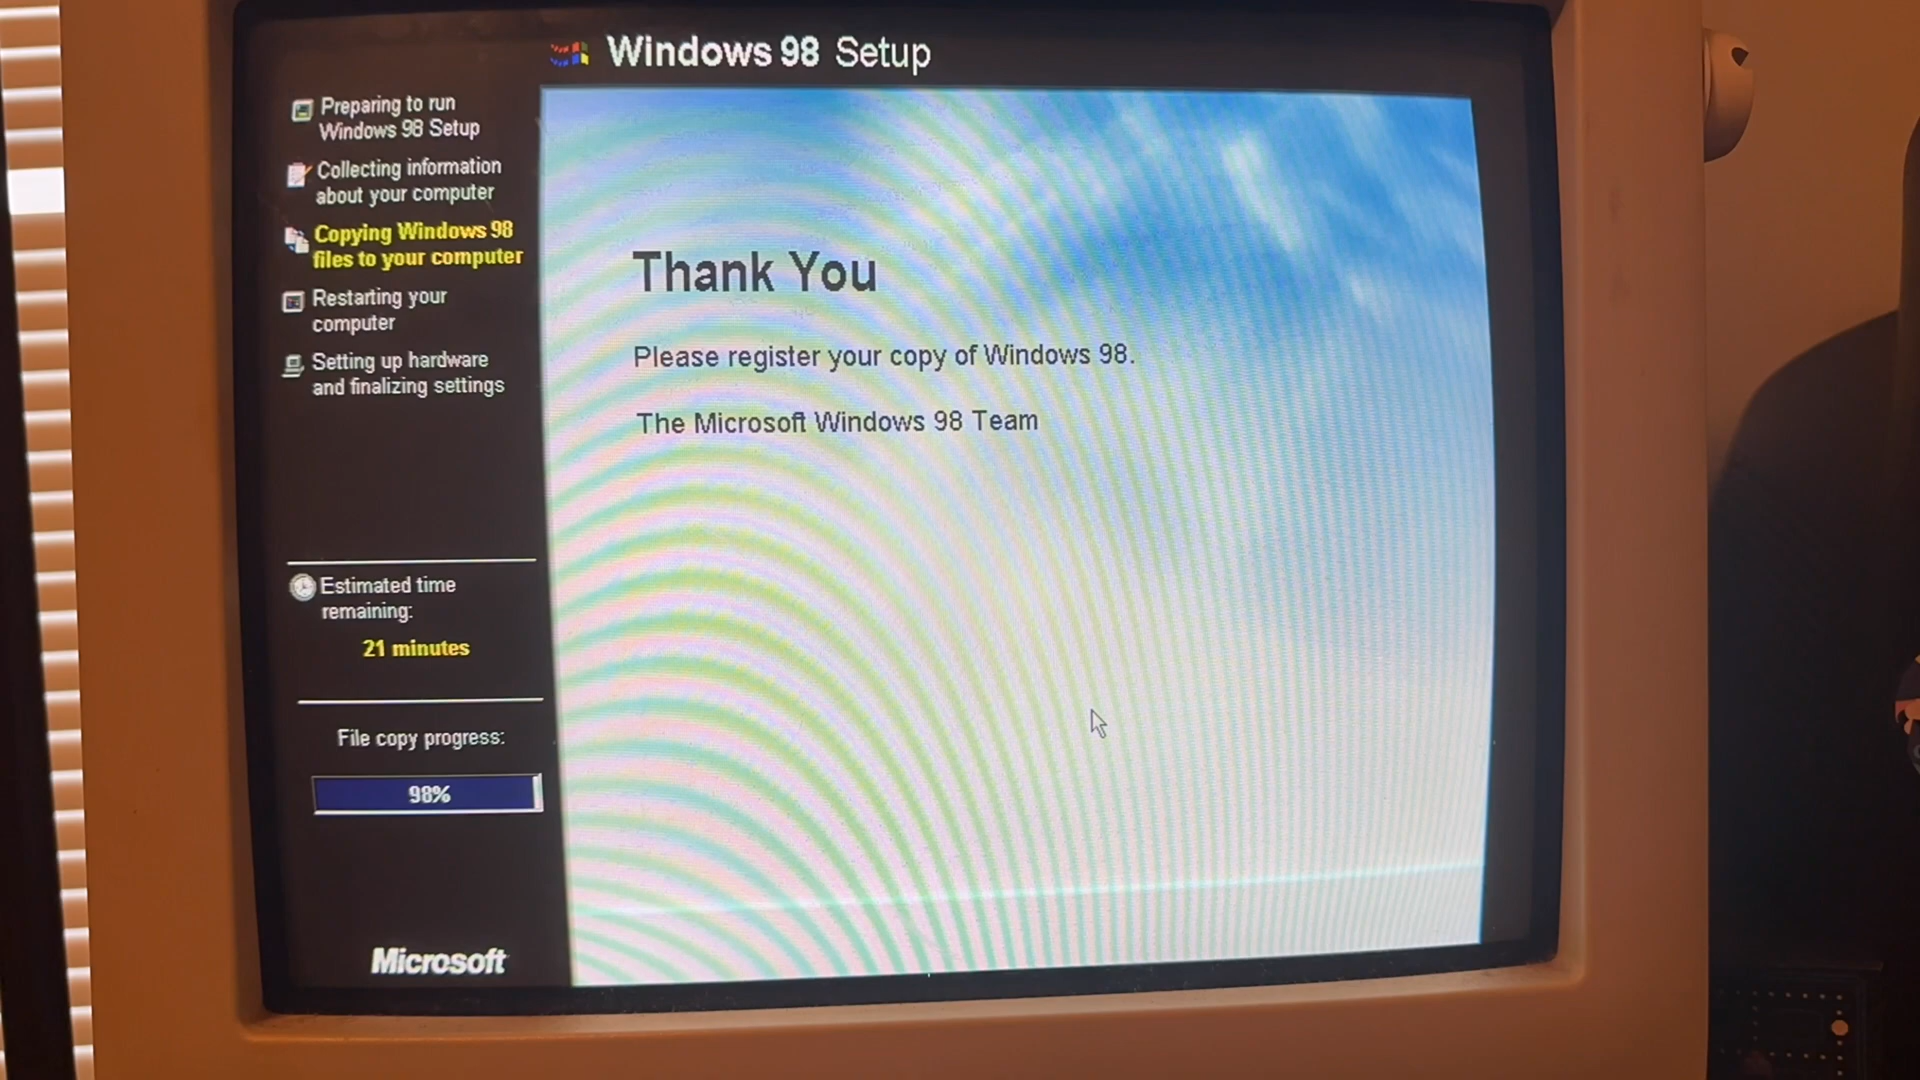 Windows 98 Setup
Preparing to run
Windows 98 Setup
Collecting information
about your computer
Copying Windows 98
files to your computer
Restarting your
computer
Setting up hardware
and finalizing settings
Estimated time
remaining:
21 minutes
File copy progress:
98%
Microsoft
Thank You
Please register your copy of Windows 98.
The Microsoft Windows 98 Team